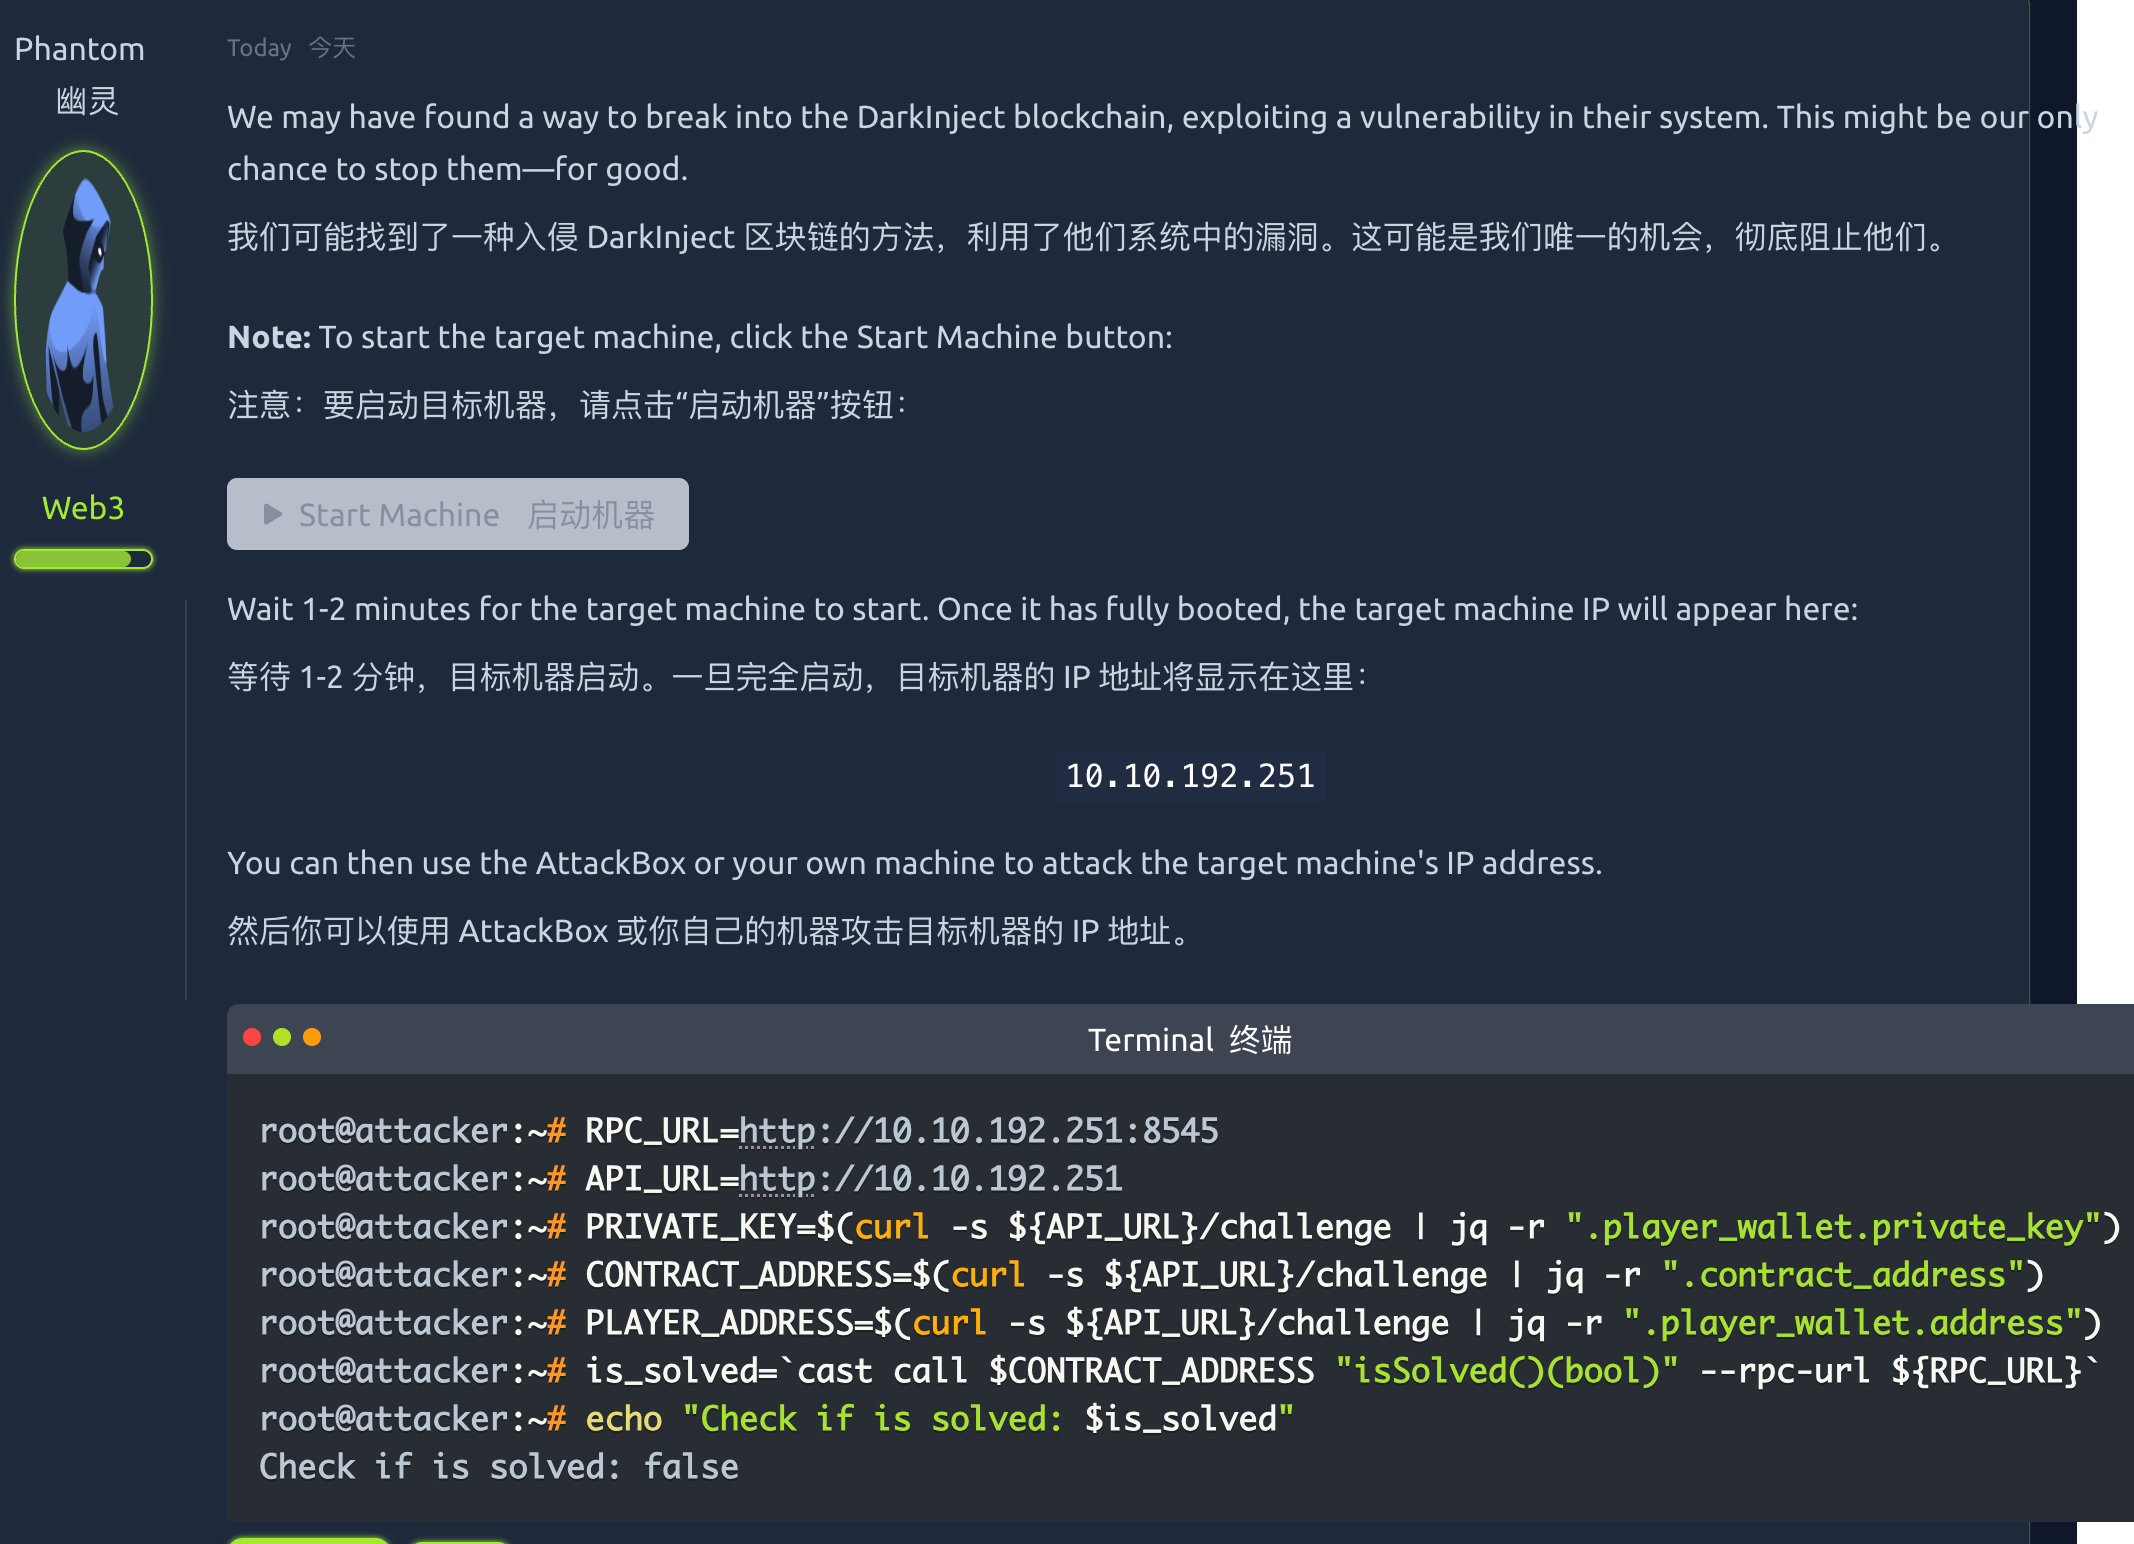 Phantom
幽灵
Web3
Today 今天
We may have found a way to break into the DarkInject blockchain, exploiting a vulnerability in their system. This might be our only
chance to stop them—for good.
我们可能找到了一种入侵 DarkInject 区块链的方法，利用了他们系统中的漏洞。这可能是我们唯一的机会，彻底阻止他们。
Note: To start the target machine, click the Start Machine button:
注意：要启动目标机器，请点击“启动机器”按钮：
Start Machine 启动机器
Wait 1-2 minutes for the target machine to start. Once it has fully booted, the target machine IP will appear here:
等待 1-2 分钟，目标机器启动。一旦完全启动，目标机器的 IP 地址将显示在这里：
10.10.192.251
You can then use the AttackBox or your own machine to attack the target machine's IP address.
然后你可以使用 AttackBox 或你自己的机器攻击目标机器的 IP 地址。
Terminal 终端
root@attacker:~# RPC_URL=http://10.10.192.251:8545
root@attacker:~# API_URL=http://10.10.192.251
root@attacker:~# PRIVATE_KEY=$(curl -s ${API_URL}/challenge | jq -r ".player_wallet.private_key")
root@attacker:~# CONTRACT_ADDRESS=$(curl -s ${API_URL}/challenge | jq -r ".contract_address")
root@attacker:~# PLAYER_ADDRESS=$(curl -s ${API_URL}/challenge | jq -r ".player_wallet.address")
root@attacker:~# is_solved=`cast call $CONTRACT_ADDRESS "isSolved()(bool)" --rpc-url ${RPC_URL}`
root@attacker:~# echo "Check if is solved: $is_solved"
Check if is solved: false